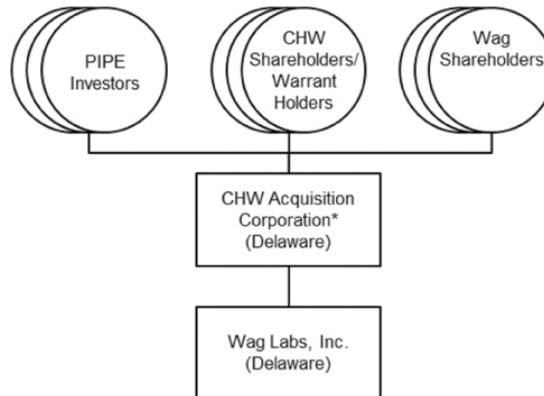 PIPE
Investors
CHW
Shareholders/
Warrant
Holders
Wag
Shareholders
CHW Acquisition
Corporation*
(Delaware)
Wag Labs, Inc.
(Delaware)